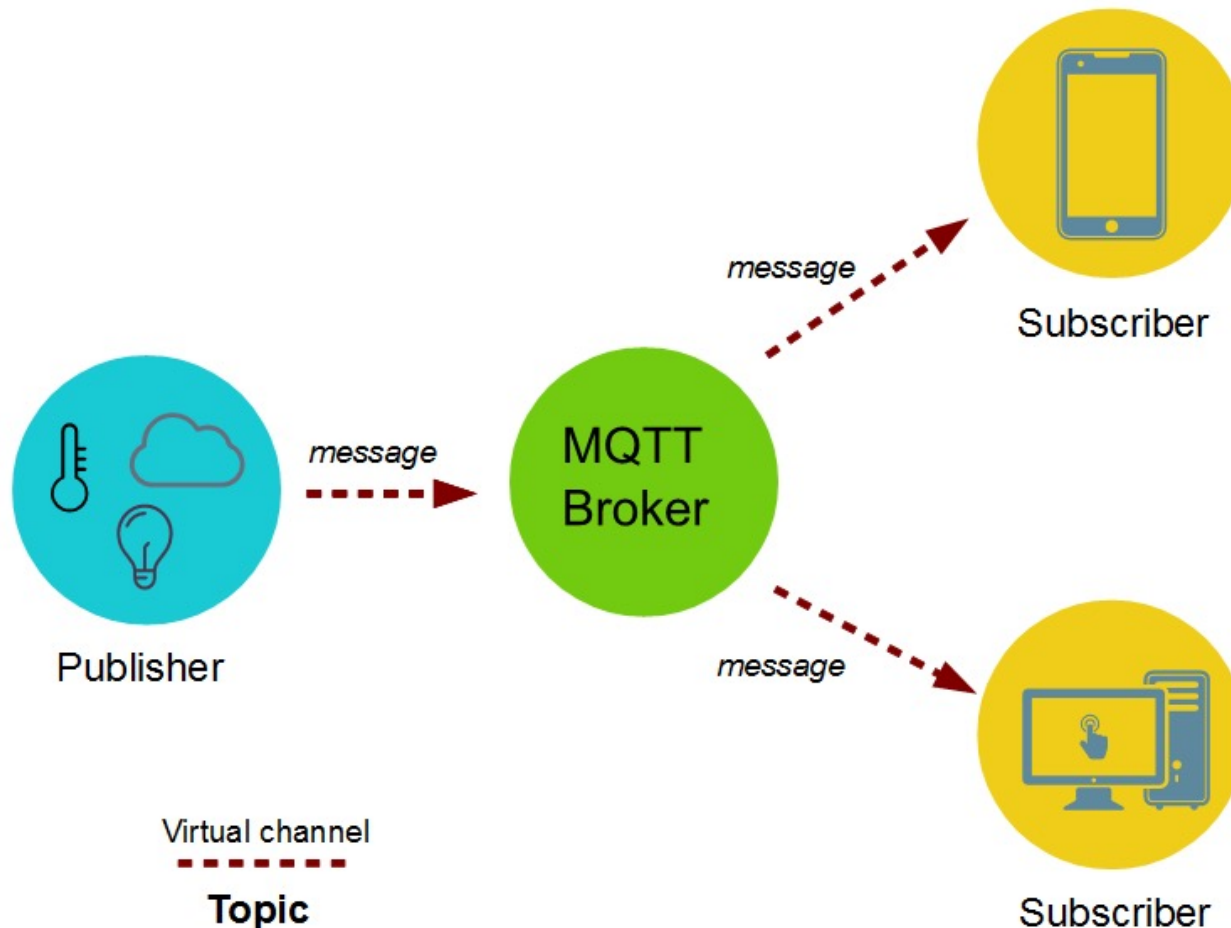 message
Subscriber
message
MQTT
Broker
Publisher
message
Virtual channel
Topic
Subscriber